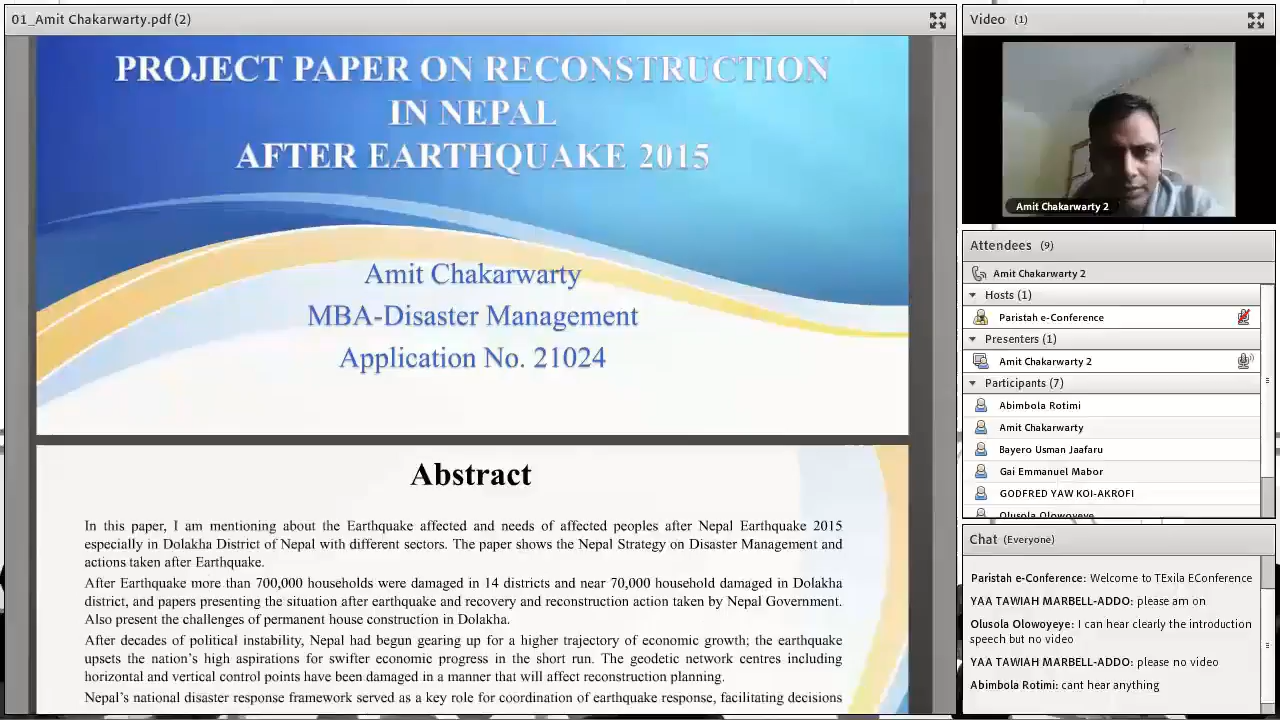 01_Amit Chakarwarty.pdf (2)
PROJECT PAPER ON RECONSTRUCTION
IN NEPAL
AFTER EARTHQUAKE 2015
Amit Chakarwarty
MBA-Disaster Management
Application No. 21024
Abstract
In this paper, I am mentioning about the Earthquake affected and needs of affected peoples after Nepal Earthquake 2015
especially in Dolakha District of Nepal with different sectors. The paper shows the Nepal Strategy on Disaster Management and
actions taken after Earthquake.
After Earthquake more than 700,000 households were damaged in 14 districts and near 70,000 household damaged in Dolakha
district, and papers presenting the situation after earthquake and recovery and reconstruction action taken by Nepal Government.
Also present the challenges of permanent house construction in Dolakha.
After decades of political instability, Nepal had begun gearing up for a higher trajectory of economic growth; the earthquake
upsets the nation's high aspirations for swifter economic progress in the short run. The geodetic network centres including
horizontal and vertical control points have been damaged in a manner that will affect reconstruction planning.
Nepal's national disaster response framework served as a key role for coordination of earthquake response, facilitating decisions
Video (1)
Amit Chakarwarty 2
Attendees (9)
Amit Chakarwarty 2
Hosts (1)
Paristah e-Conference
Presenters (1)
Amit Chakarwarty 2
Participants (7)
Abimbola Rotimi
Amit Chakarwarty
Bayero Usman Jaafaru
Gai Emmanuel Mabor
GODFRED YAW KOI-AKROFI
Olusola Olowoyeye
Chat (Everyone)
Paristah e-Conference: Welcome to TExila EConference
YAA TAWIAH MARBELL-ADDO: please am on
Olusola Olowoyeye: I can hear clearly the introduction
speech but no video
YAA TAWIAH MARBELL-ADDO: please no video
Abimbola Rotimi: cant hear anything